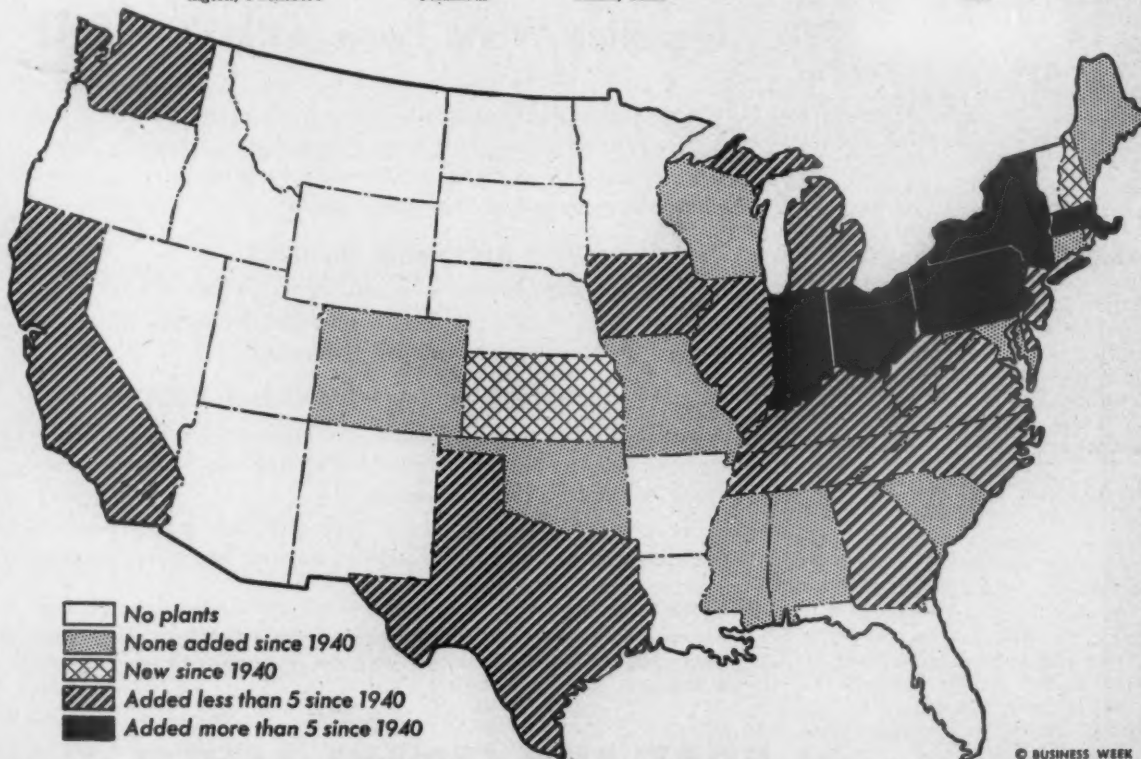 No plants
None added since 1940
New since 1940
Added less than 5 since 1940
Added more than 5 since 1940
© BUSINESS WEEK